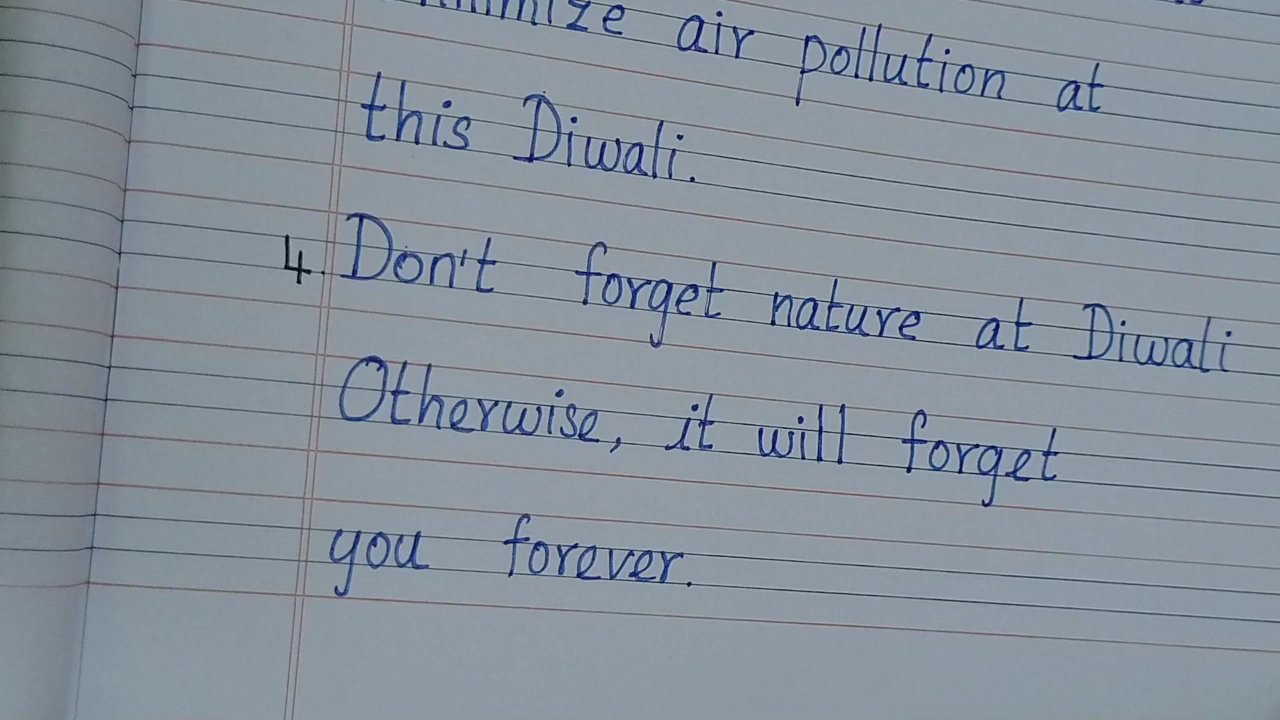 air pollution at
this Diwali.
4. Don't forget nature at Diwali
Otherwise, it will forget
you forever.